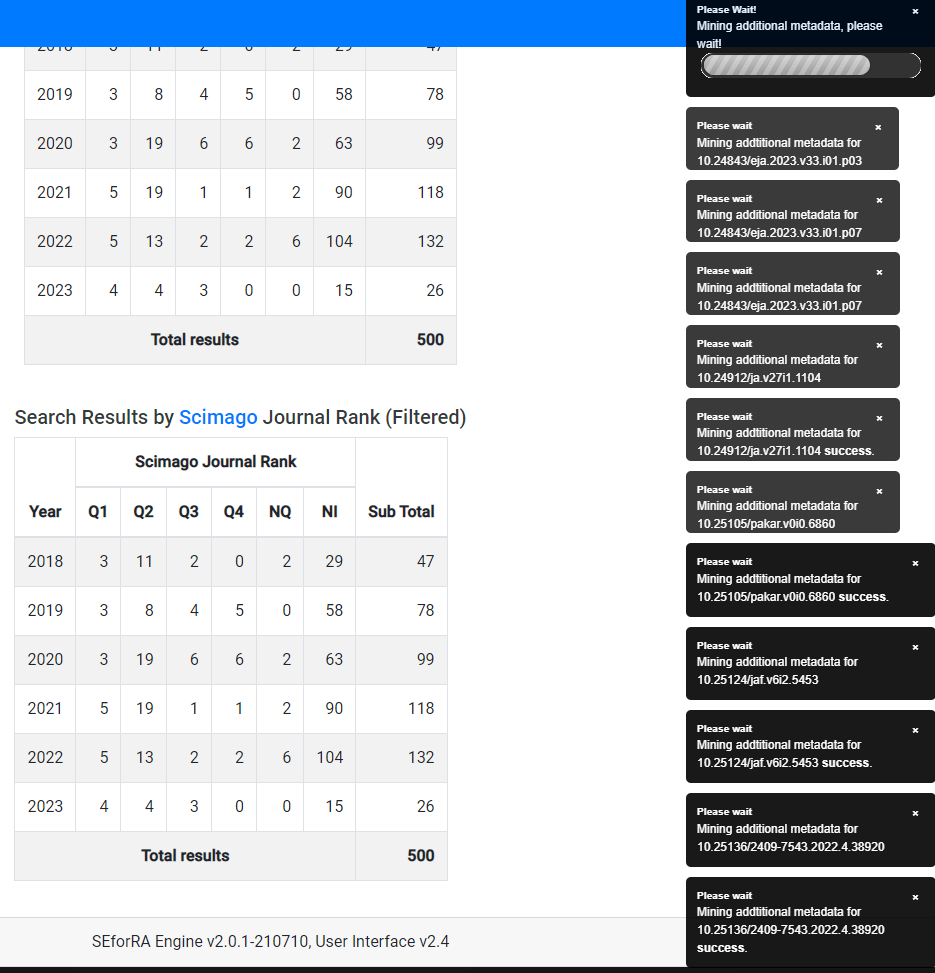 2018 3 11 2 0 2 29 47
2019 3 8 4 5 0 58 78
2020 3 19 6 6 2 63 99
2021 5 19 1 1 2 90 118
2022 5 13 2 2 6 104 132
2023 4 4 3 0 0 15 26
Total results 500
Search Results by Scimago Journal Rank (Filtered)
Scimago Journal Rank
Year Q1 Q2 Q3 Q4 NQ NI Sub Total
2018 3 11 2 0 2 29 47
2019 3 8 4 5 0 58 78
2020 3 19 6 6 2 63 99
2021 5 19 1 1 2 90 118
2022 5 13 2 2 6 104 132
2023 4 4 3 0 0 15 26
Total results 500
SEforRA Engine v2.0.1-210710, User Interface v2.4
Please Wait! ×
Mining additional metadata, please
wait!
Please wait ×
Mining addtitional metadata for
10.24843/eja.2023.v33.i01.p03
Please wait ×
Mining additional metadata for
10.24843/eja.2023.v33.i01.p07
Please wait ×
Mining addtitional metadata for
10.24843/eja.2023.v33.i01.p07
Please wait ×
Mining additional metadata for
10.24912/ja.v27i1.1104
Please wait ×
Mining addtitional metadata for
10.24912/ja.v27i1.1104 success.
Please wait ×
Mining additional metadata for
10.25105/pakar.v0i0.6860
Please wait ×
Mining addtitional metadata for
10.25105/pakar.v0i0.6860 success.
Please wait ×
Mining additional metadata for
10.25124/jaf.v6i2.5453
Please wait ×
Mining addtitional metadata for
10.25124/jaf.v6i2.5453 success.
Please wait ×
Mining additional metadata for
10.25136/2409-7543.2022.4.38920
Please wait ×
Mining addtitional metadata for
10.25136/2409-7543.2022.4.38920
success.